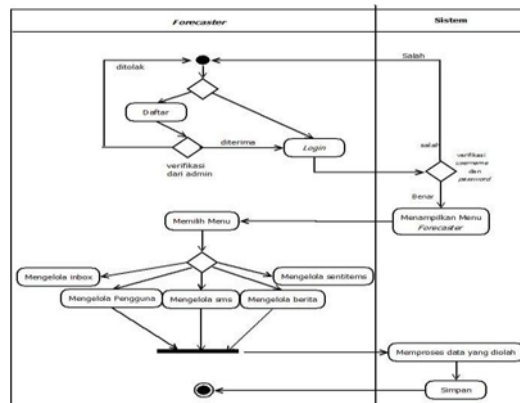 Forecaster
Sistem
ditolak
Salah
Daftar
diterima
Login
verifikasi
dari admin
salah
verifikasi
username
dan
password
Benar
Memilih Menu
Menampilkan Menu
Forecaster
Mengelola inbox
Mengelola sentitems
Mengelola Pengguna
Mengelola sms
Mengelola berita
Memproses data yang diolah
Simpan